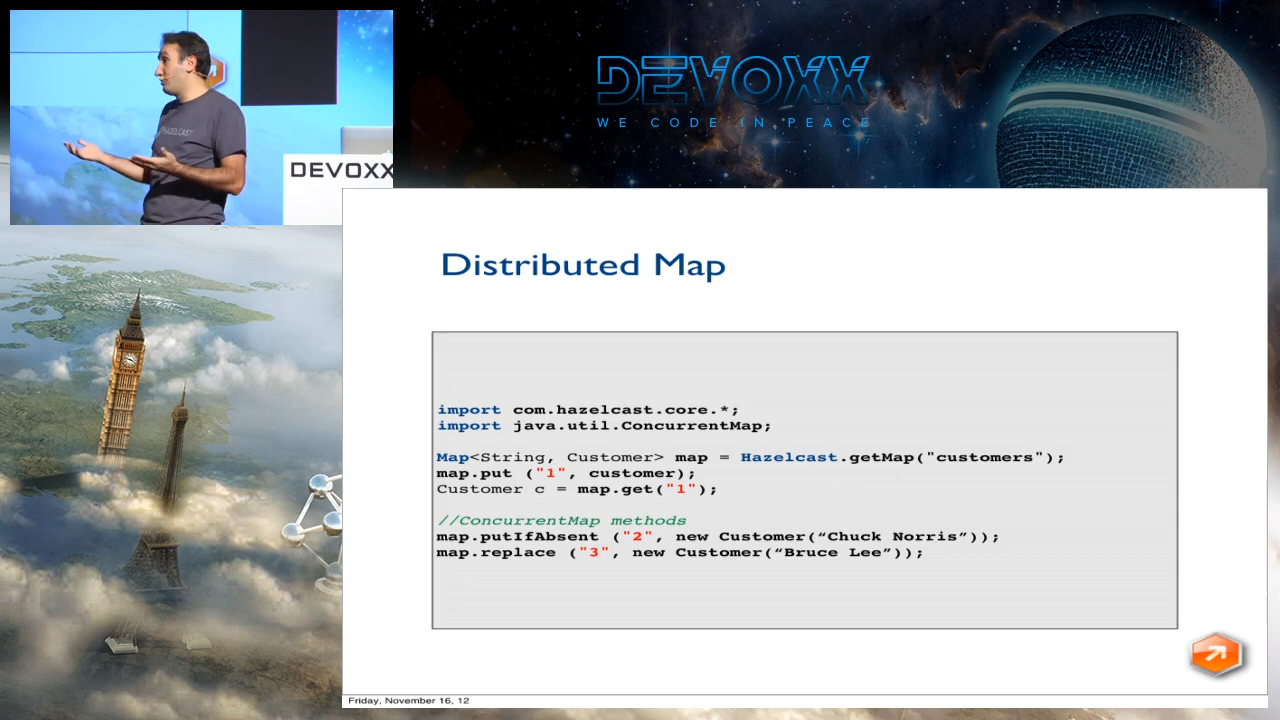 HAZELCAST
DEVOXX
DEVOXX
WE CODE IN PEACE
Distributed Map
import com.hazelcast.core.*;
import java.util.ConcurrentMap;
Map<String, Customer> map = Hazelcast.getMap("customers");
map.put ("1", customer);
Customer c = map.get("1");
//ConcurrentMap methods
map.putIfAbsent ("2", new Customer(“Chuck Norris”));
map.replace ("3", new Customer(“Bruce Lee”));
Friday, November 16, 12